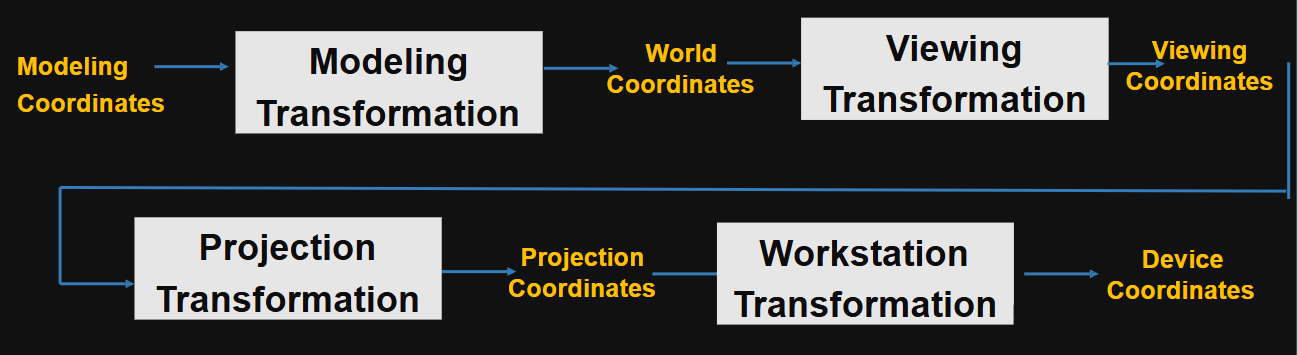 Modeling
Coordinates
Modeling
Transformation
World
Coordinates
Viewing
Transformation
Viewing
Coordinates
Projection
Transformation
Projection
Coordinates
Workstation
Transformation
Device
Coordinates